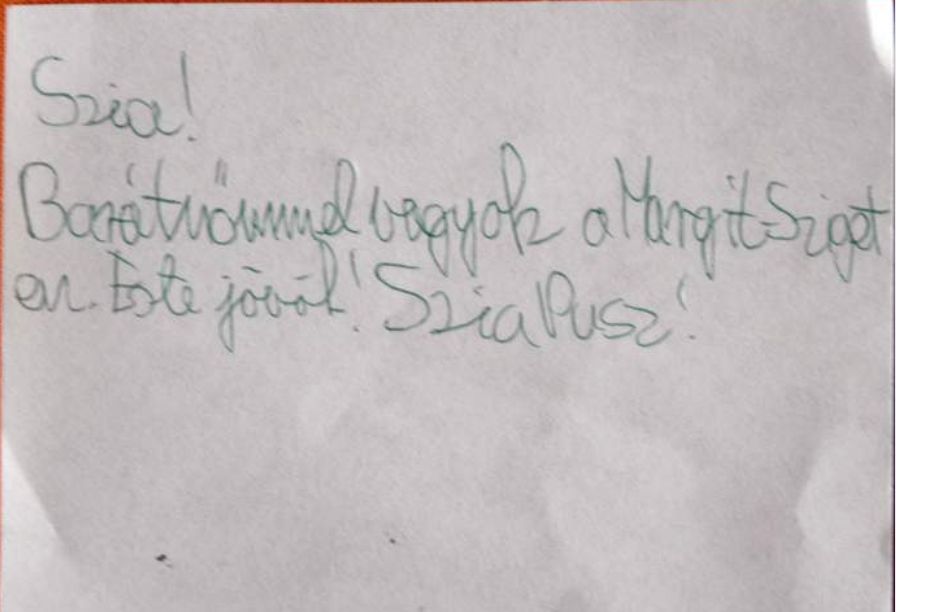 Szia!
Barátnőmmel vagyok a Margit-Sziget
en. Este jövök! Szia Pusz!